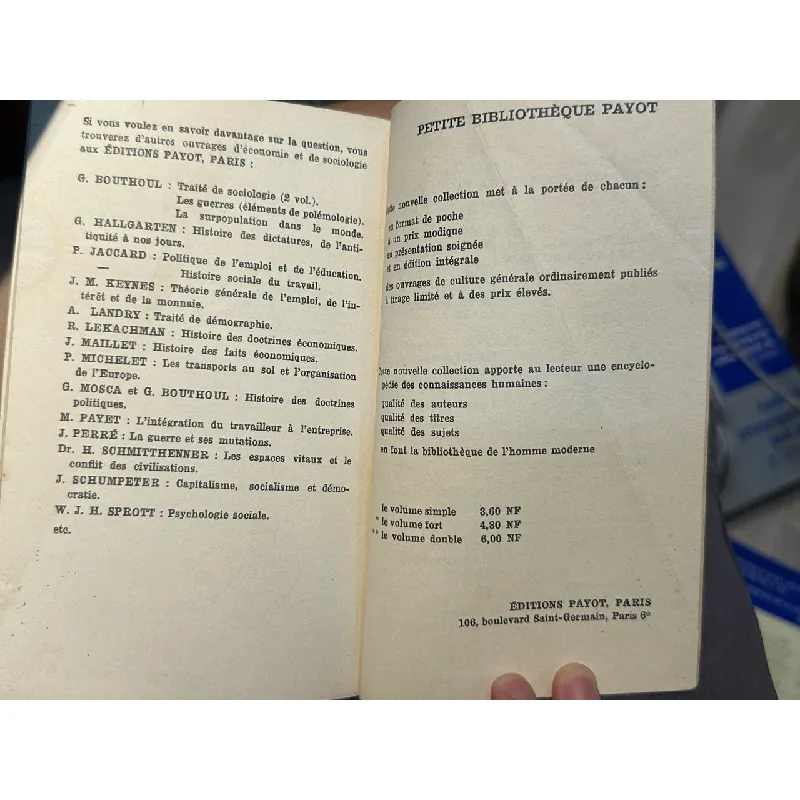 Si vous voulez en savoir davantage sur la question, vous
trouverez d'autres ouvrages d'économie et de sociologie
aux ÉDITIONS PAYOT, PARIS :
G. BOUTHOUL : Traité de sociologie (2 vol.).
Les guerres (éléments de polémologie).
La surpopulation dans le monde.
G. HALLGARTEN : Histoire des dictatures, de l'anti-
tiquité à nos jours.
P. JACCARD : Politique de l'emploi et de l'éducation.
— Histoire sociale du travail.
J. M. KEYNES : Théorie générale de l'emploi, de l'in-
térêt et de la monnaie.
A. LANDRY : Traité de démographie.
R. LEKACHMAN : Histoire des doctrines économiques.
J. MAILLET : Histoire des faits économiques.
P. MICHELET : Les transports au sol et l'organisation
de l'Europe.
G. MOSCA et G. BOUTHOUL : Histoire des doctrines
politiques.
M. PAYET : L'intégration du travailleur à l'entreprise.
J. PERRÉ : La guerre et ses mutations.
Dr. H. SCHMITTHENNER : Les espaces vitaux et le
conflit des civilisations.
J. SCHUMPETER : Capitalisme, socialisme et démo-
cratie.
W. J. H. SPROTT : Psychologie sociale.
etc.
PETITE BIBLIOTHÈQUE PAYOT
nouvelle collection met à la portée de chacun :
en format de poche
à un prix modique
en présentation soignée
et en édition intégrale
des ouvrages de culture générale ordinairement publiés
à tirage limité et à des prix élevés.
nouvelle collection apporte au lecteur une encyclo-
pédie des connaissances humaines :
qualité des auteurs
qualité des titres
qualité des sujets
en font la bibliothèque de l'homme moderne
le volume simple 3,60 NF
* le volume fort 4,80 NF
** le volume double 6,00 NF
ÉDITIONS PAYOT, PARIS
106, boulevard Saint-Germain, Paris 6e